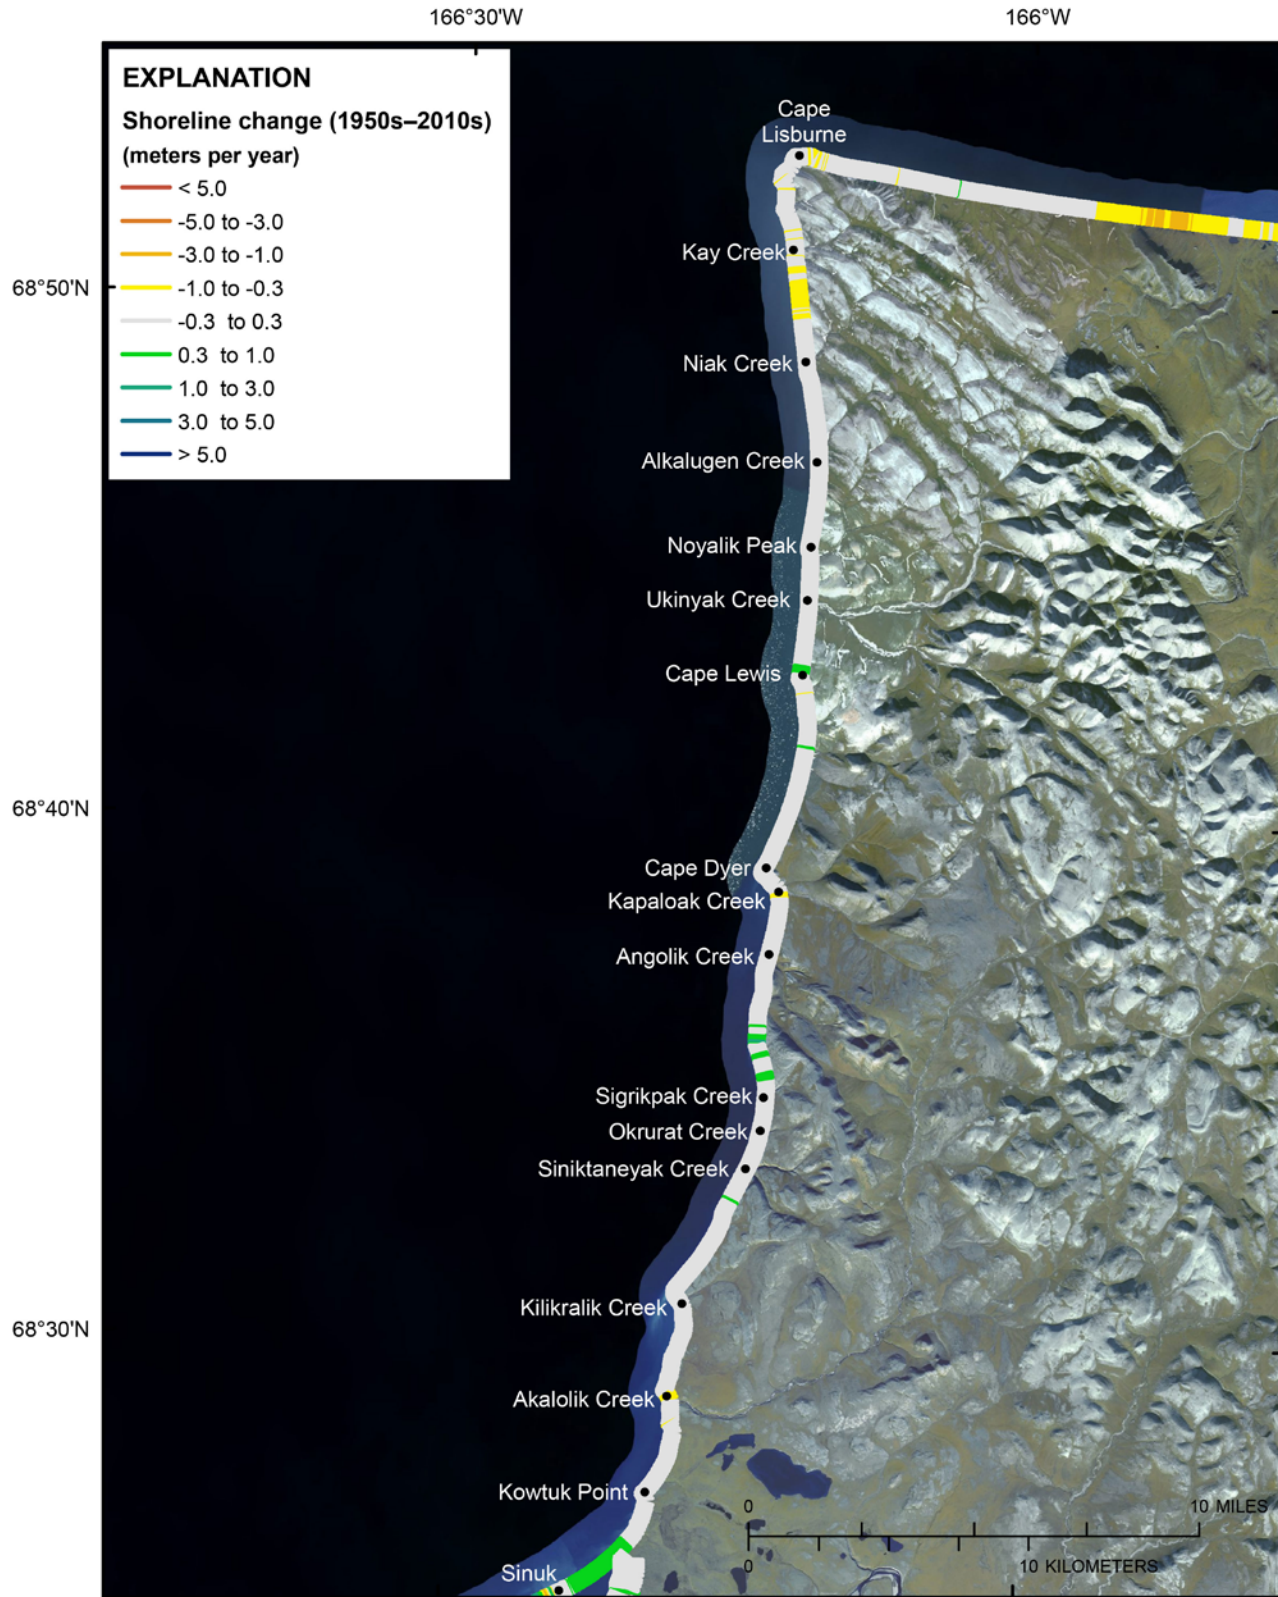 166°30'W
166°W
EXPLANATION
Shoreline change (1950s–2010s)
(meters per year)
< 5.0
-5.0 to -3.0
-3.0 to -1.0
-1.0 to -0.3
-0.3 to 0.3
0.3 to 1.0
1.0 to 3.0
3.0 to 5.0
> 5.0
Cape
Lisburne
Kay Creek
68°50'N
Niak Creek
Alkalugen Creek
Noyalik Peak
Ukinyak Creek
Cape Lewis
68°40'N
Cape Dyer
Kapaloak Creek
Angolik Creek
Sigrikpak Creek
Okrurat Creek
Siniktaneyak Creek
Kilikralik Creek
68°30'N
Akalolik Creek
Kowtuk Point
0 10 MILES
0 10 KILOMETERS
Sinuk